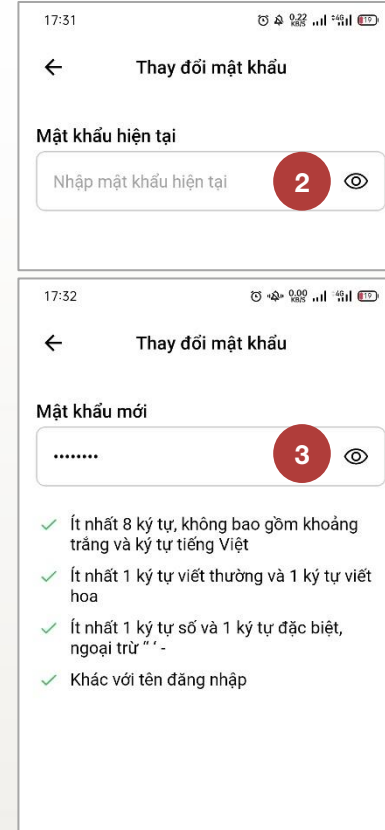 17:31
0.22 KB/S 4G 19
Thay đổi mật khẩu
Mật khẩu hiện tại
Nhập mật khẩu hiện tại 2
17:32
0.00 KB/S 4G 19
Thay đổi mật khẩu
Mật khẩu mới
•••••••• 3
Ít nhất 8 ký tự, không bao gồm khoảng
trắng và ký tự tiếng Việt
Ít nhất 1 ký tự viết thường và 1 ký tự viết
hoa
Ít nhất 1 ký tự số và 1 ký tự đặc biệt,
ngoại trừ “ ‘ -
Khác với tên đăng nhập